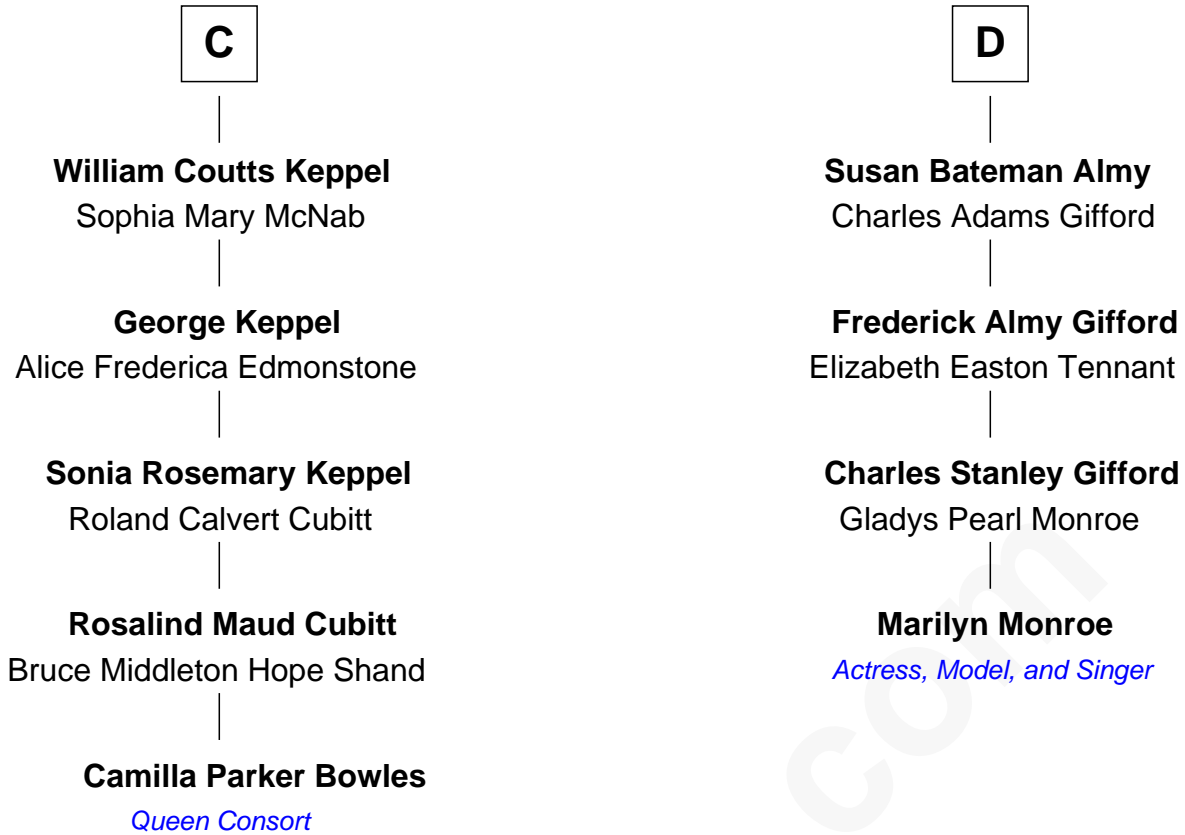 C
William Coutts Keppel
Sophia Mary McNab
George Keppel
Alice Frederica Edmonstone
Sonia Rosemary Keppel
Roland Calvert Cubitt
Rosalind Maud Cubitt
Bruce Middleton Hope Shand
Camilla Parker Bowles
Queen Consort
D
Susan Bateman Almy
Charles Adams Gifford
Frederick Almy Gifford
Elizabeth Easton Tennant
Charles Stanley Gifford
Gladys Pearl Monroe
Marilyn Monroe
Actress, Model, and Singer
com